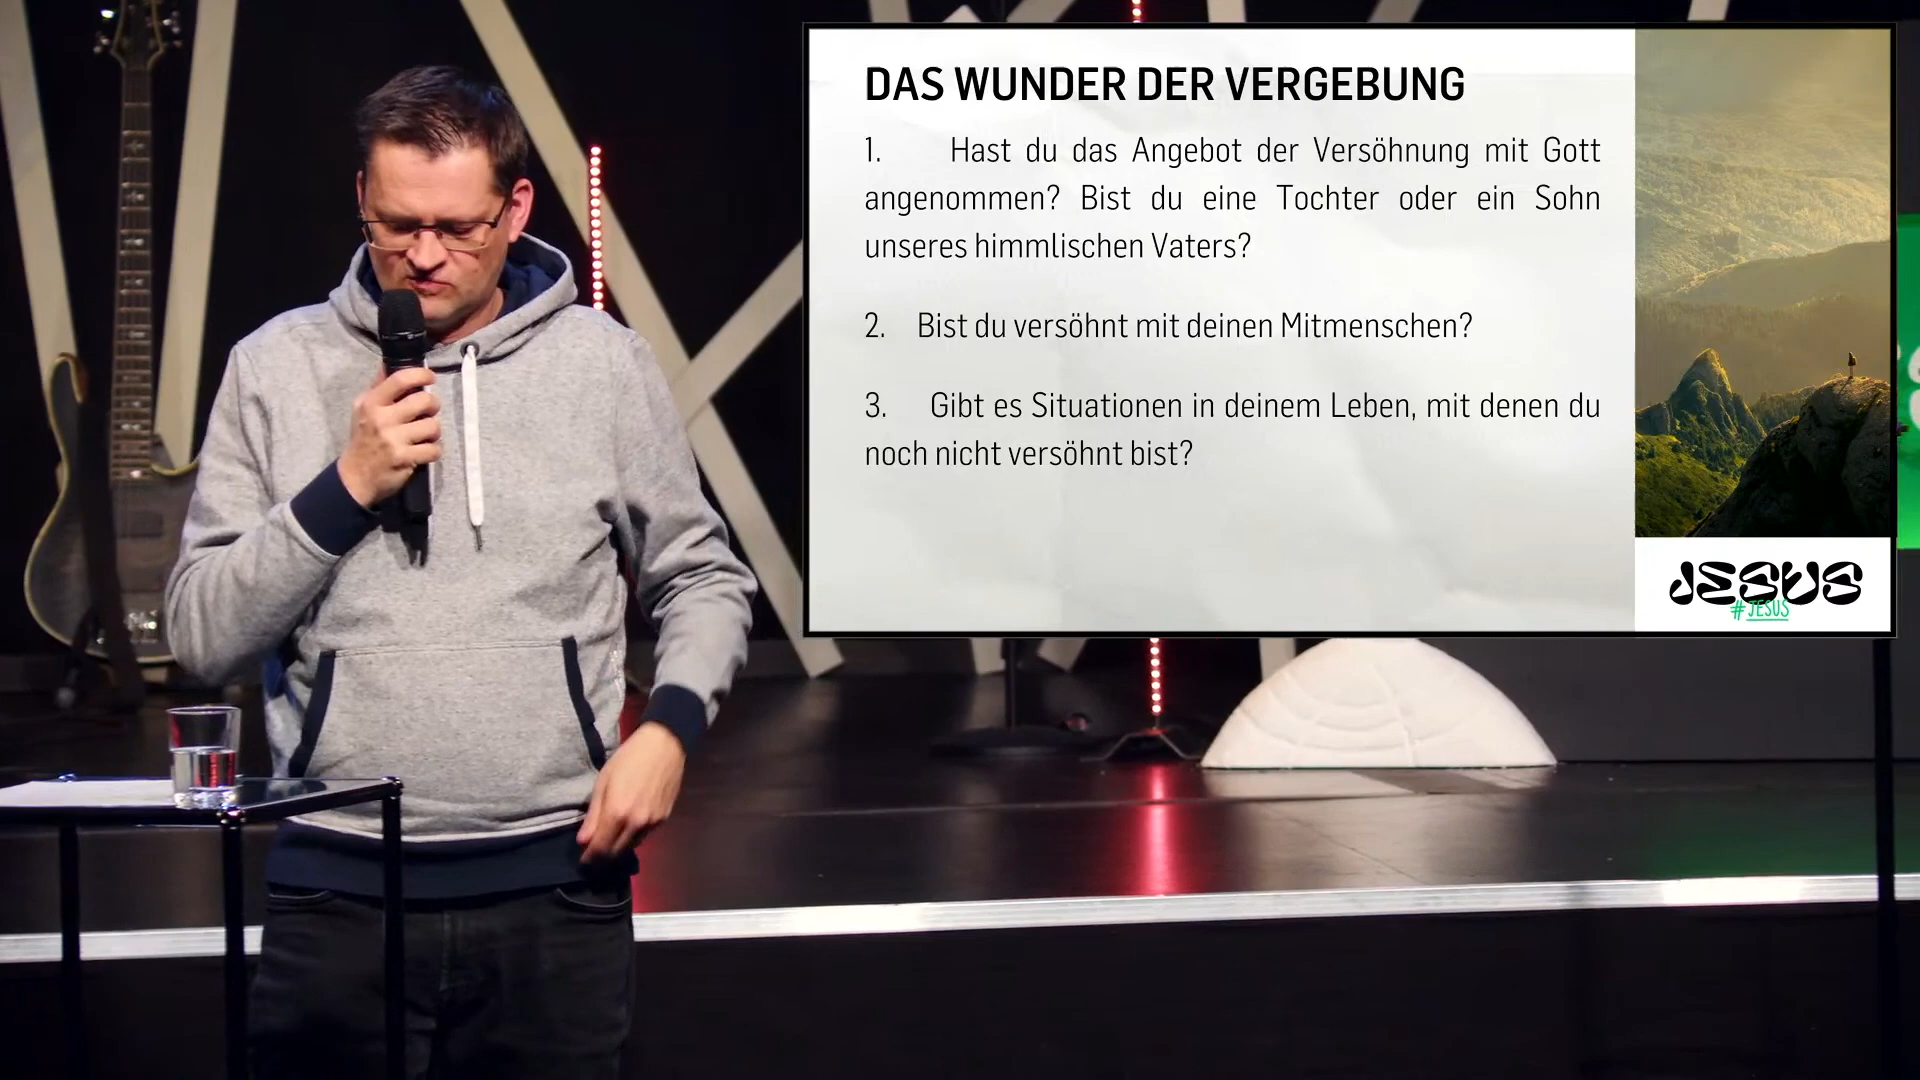 DAS WUNDER DER VERGEBUNG
1. Hast du das Angebot der Versöhnung mit Gott
angenommen? Bist du eine Tochter oder ein Sohn
unseres himmlischen Vaters?
2. Bist du versöhnt mit deinen Mitmenschen?
3. Gibt es Situationen in deinem Leben, mit denen du
noch nicht versöhnt bist?
JESUS
#JESUS